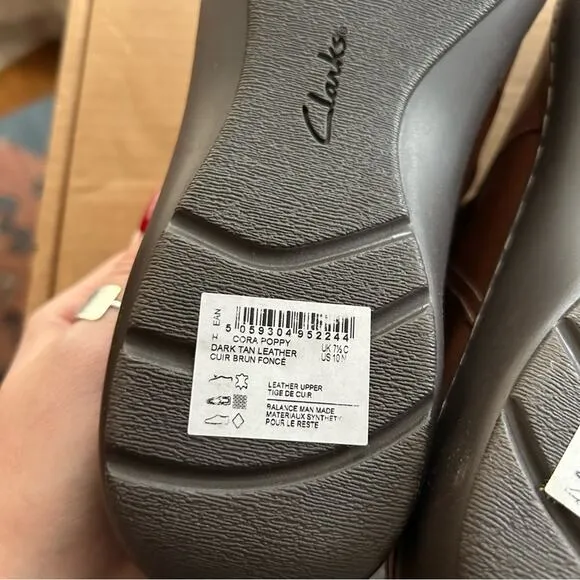 Clarks®
EAN
H
5 059304 952244
CORA POPPY UK 7½ C
DARK TAN LEATHER US 10 N
CUIR BRUN FONCÉ
LEATHER UPPER
TIGE DE CUIR
BALANCE MAN MADE
MATERIAUX SYNTHETI
POUR LE RESTE